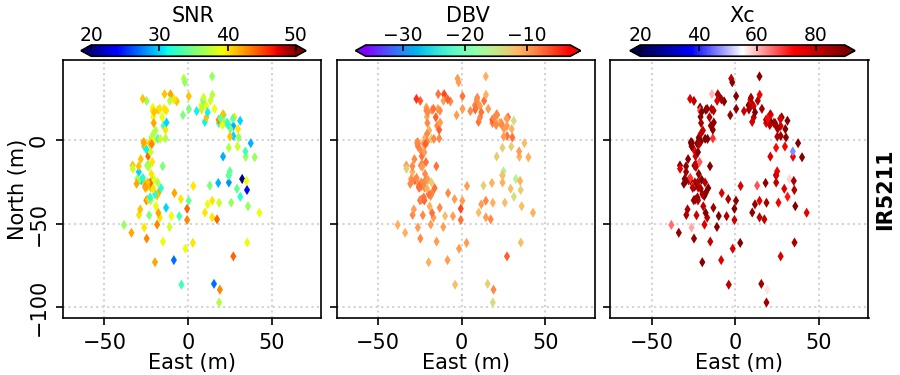 SNR DBV Xc
20 30 40 50 −30 −20 −10 20 40 60 80
North (m)
0
−50
−100
IR5211
−50 0 50 −50 0 50 −50 0 50
East (m) East (m) East (m)